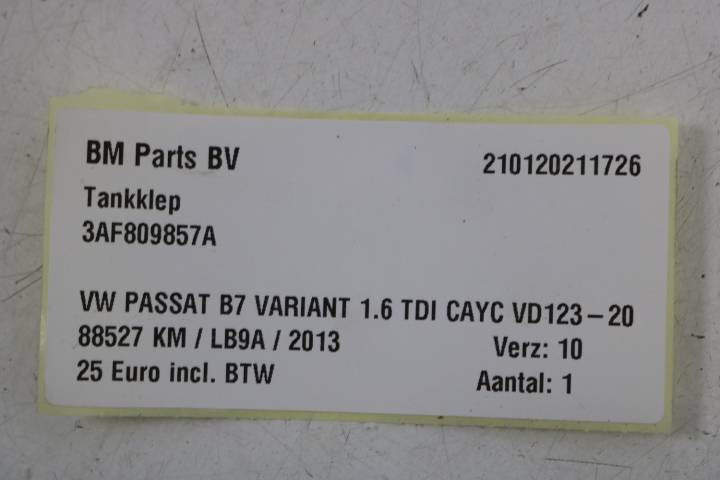 BM Parts BV 210120211726
Tankklep
3AF809857A
VW PASSAT B7 VARIANT 1.6 TDI CAYC VD123-20
88527 KM / LB9A / 2013 Verz: 10
25 Euro incl. BTW Aantal: 1